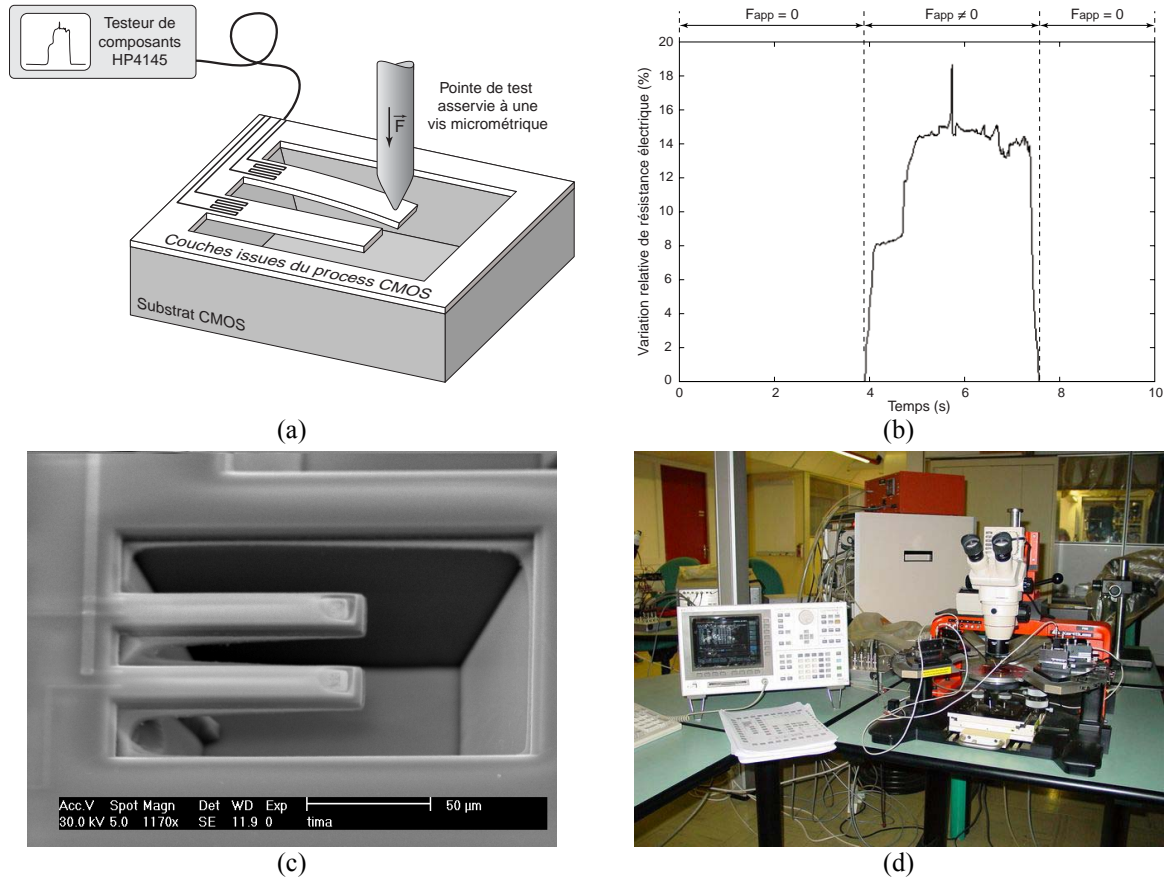 Testeur de
composants
HP4145
Pointe de test
asservie à une
vis micrométrique
F
Couches issues du process CMOS
Substrat CMOS
(a)
Fapp = 0
Fapp ≠ 0
Fapp = 0
Variation relative de résistance électrique (%)
20
18
16
14
12
10
8
6
4
2
0
0
2
4
6
8
10
Temps (s)
(b)
Acc.V Spot Magn Det WD Exp
30.0 kV 5.0 1170x SE 11.9 0 tima
50 µm
(c)
(d)